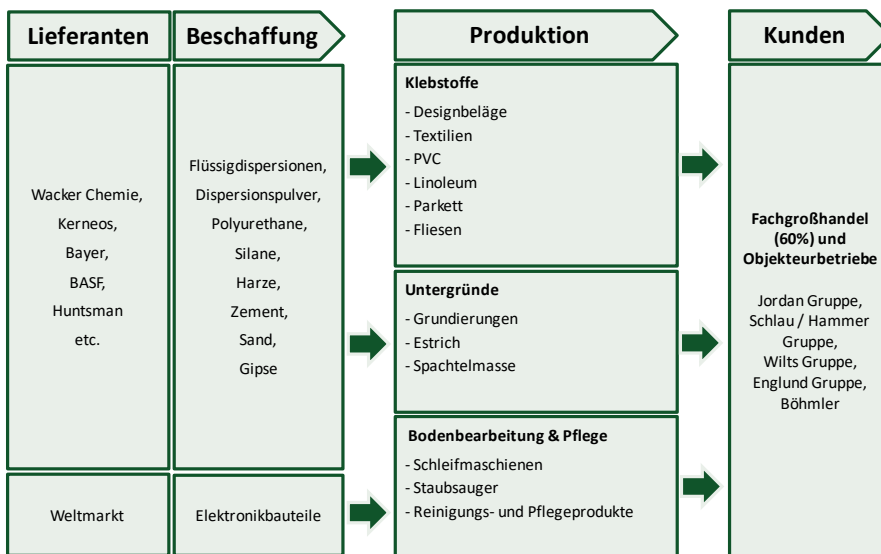 Lieferanten
Beschaffung
Produktion
Kunden
Wacker Chemie,
Kerneos,
Bayer,
BASF,
Huntsman
etc.
Flüssigdispersionen,
Dispersionspulver,
Polyurethane,
Silane,
Harze,
Zement,
Sand,
Gipse
Klebstoffe
- Designbeläge
- Textilien
- PVC
- Linoleum
- Parkett
- Fliesen
Untergründe
- Grundierungen
- Estrich
- Spachtelmasse
Bodenbearbeitung & Pflege
- Schleifmaschienen
- Staubsauger
- Reinigungs- und Pflegeprodukte
Fachgroßhandel
(60%) und
Objekteurbetriebe
Jordan Gruppe,
Schlau / Hammer
Gruppe,
Wilts Gruppe,
Englund Gruppe,
Böhmler
Weltmarkt
Elektronikbauteile